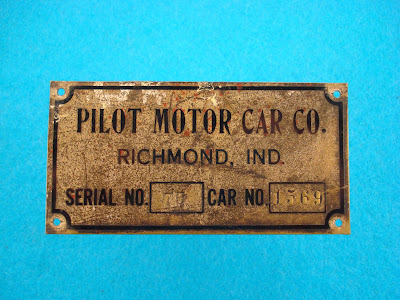 PILOT MOTOR CAR CO.
RICHMOND, IND.
SERIAL NO. CAR NO. 1569